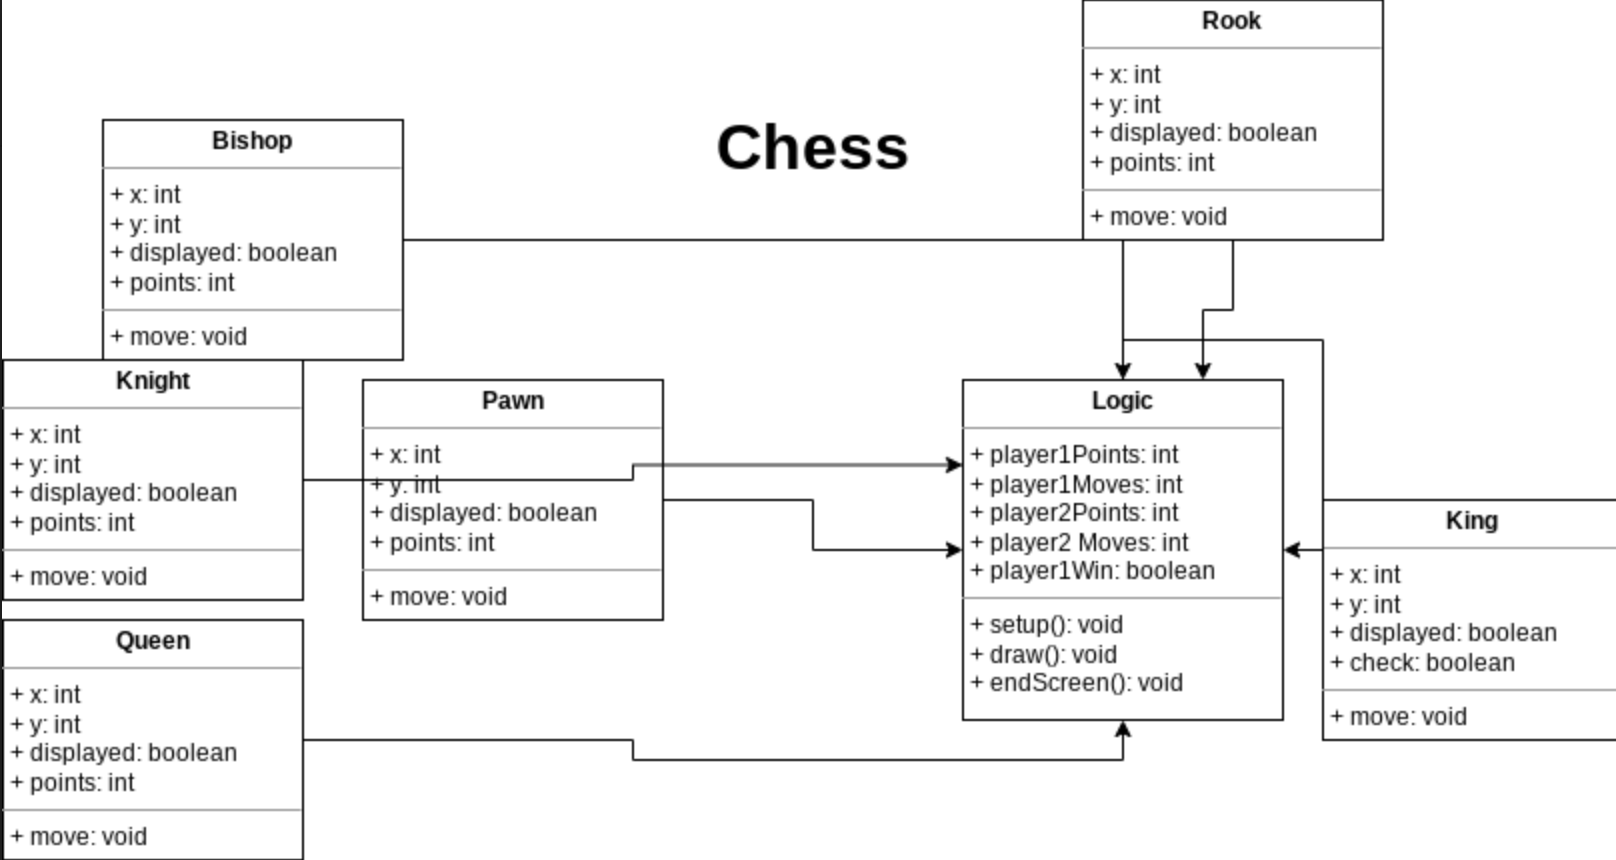 Chess
Rook
+ x: int
+ y: int
+ displayed: boolean
+ points: int
+ move: void
Bishop
+ x: int
+ y: int
+ displayed: boolean
+ points: int
+ move: void
Knight
+ x: int
+ y: int
+ displayed: boolean
+ points: int
+ move: void
Pawn
+ x: int
+ y: int
+ displayed: boolean
+ points: int
+ move: void
Logic
+ player1Points: int
+ player1Moves: int
+ player2Points: int
+ player2 Moves: int
+ player1Win: boolean
+ setup(): void
+ draw(): void
+ endScreen(): void
King
+ x: int
+ y: int
+ displayed: boolean
+ check: boolean
+ move: void
Queen
+ x: int
+ y: int
+ displayed: boolean
+ points: int
+ move: void